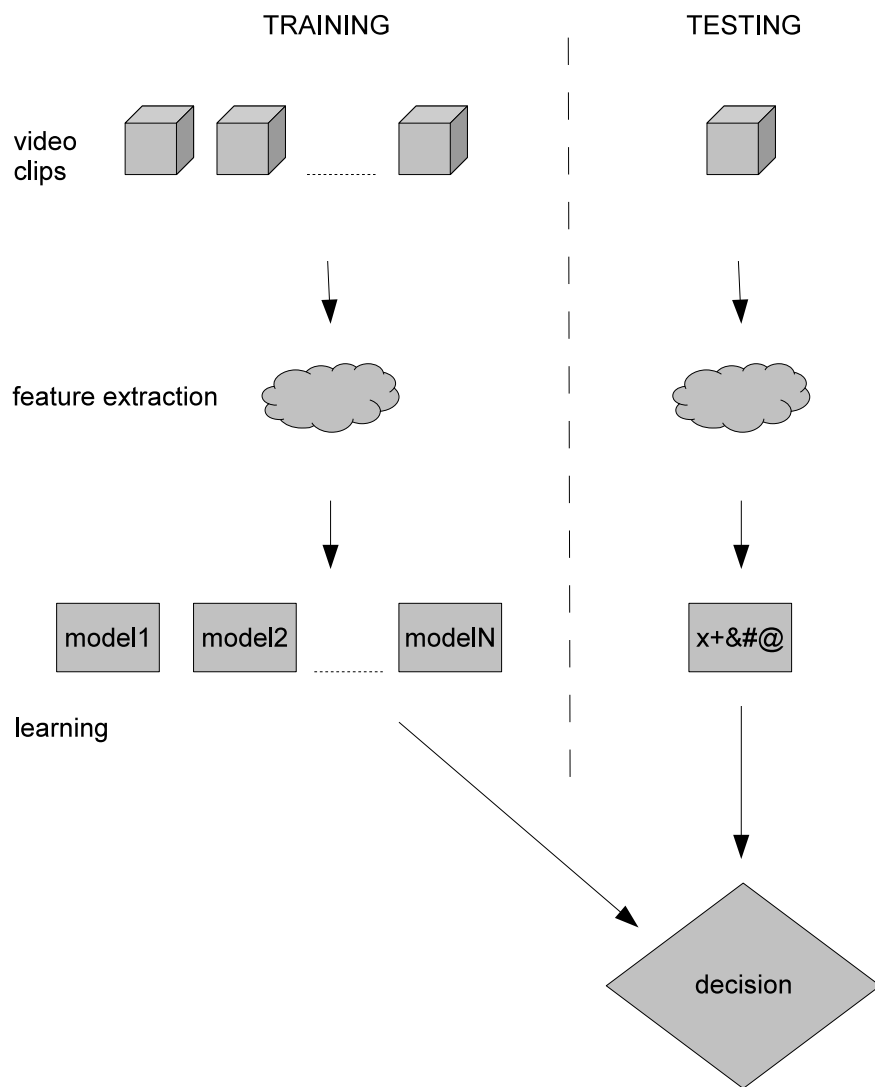 TRAINING
TESTING
video
clips
feature extraction
model1
model2
modelN
x+&#@
learning
decision